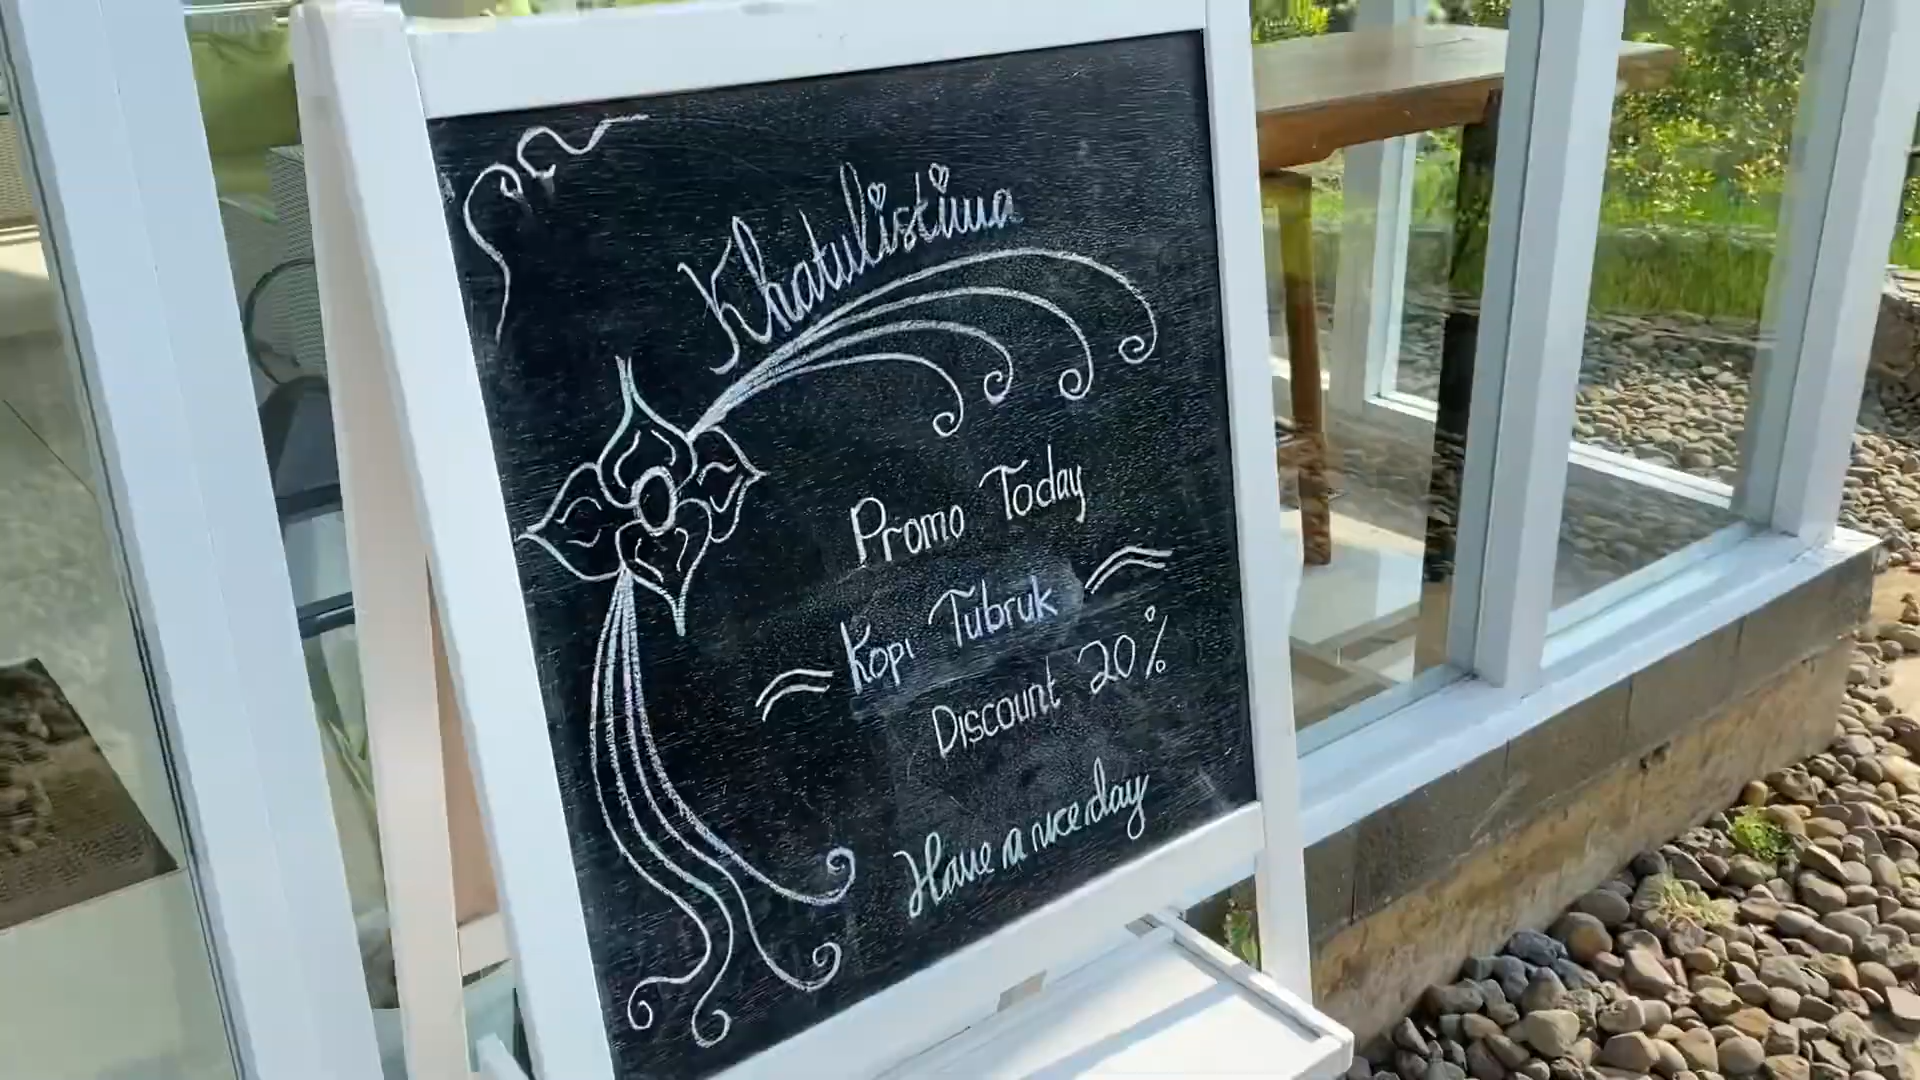 Khatulistiwa
Promo Today
Kopi Tubruk
Discount 20%
Have a nice day